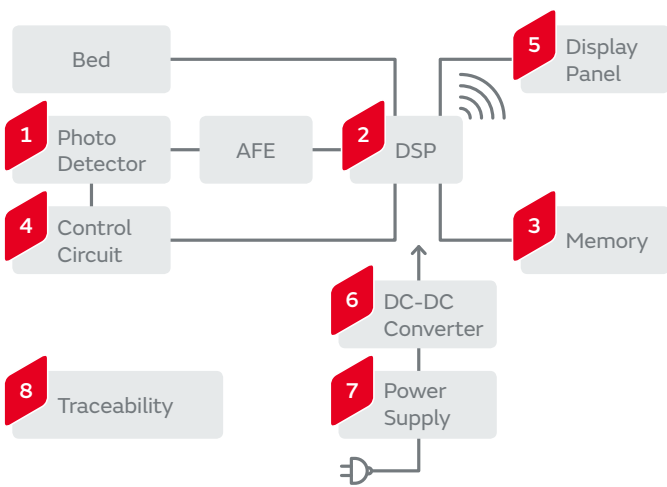 Bed
5
Display
Panel
1
Photo
Detector
AFE
2
DSP
4
Control
Circuit
3
Memory
6
DC-DC
Converter
8
Traceability
7
Power
Supply